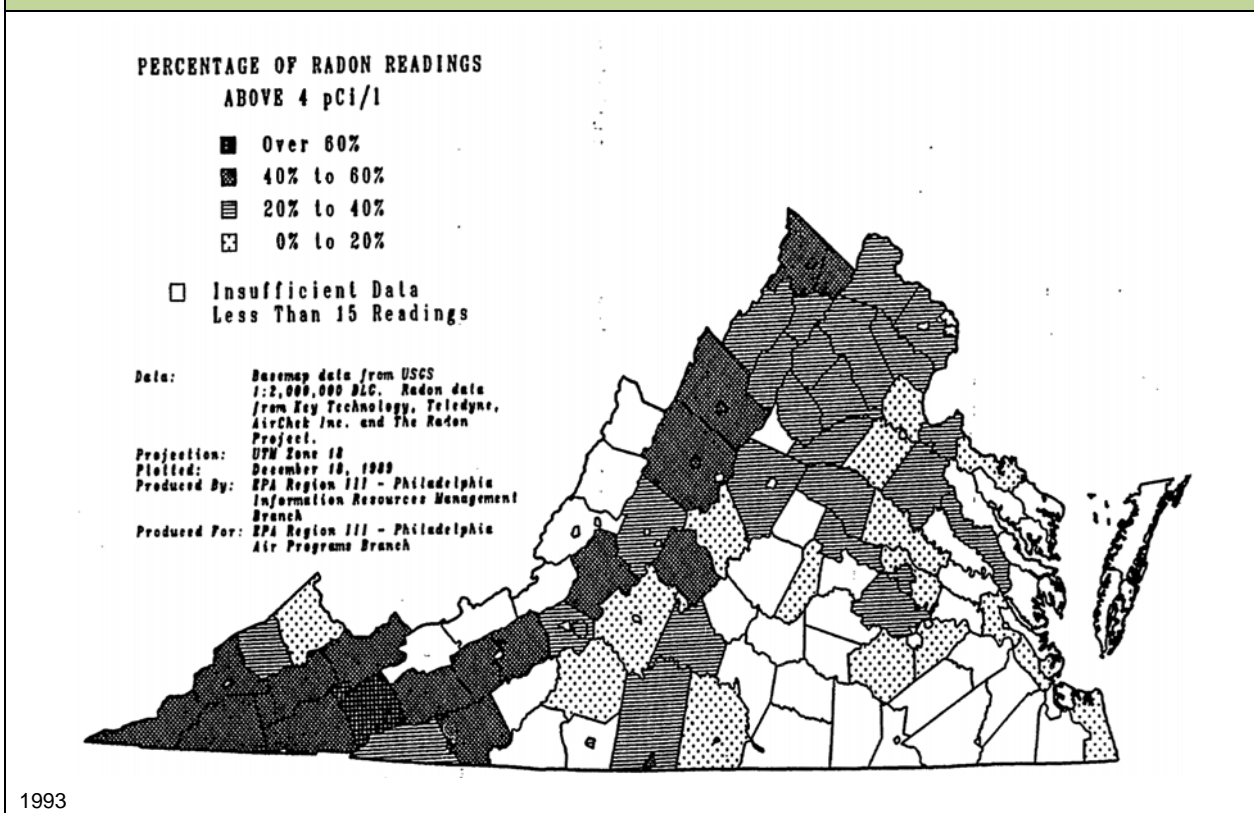 PERCENTAGE OF RADON READINGS
ABOVE 4 pCi/l
Over 60%
40% to 60%
20% to 40%
0% to 20%
Insufficient Data
Less Than 15 Readings
Data: Basemap data from USGS
1:2,000,000 DLG. Radon data
from Key Technology, Teledyne,
AirChek Inc. and The Radon
Project.
Projection: UTM Zone 18
Plotted: December 18, 1989
Produced By: EPA Region III - Philadelphia
Information Resources Management
Branch
Produced For: EPA Region III - Philadelphia
Air Programs Branch
1993